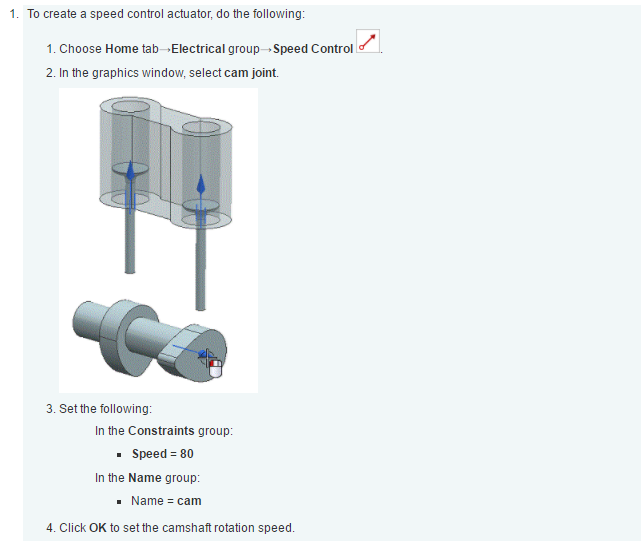 1. To create a speed control actuator, do the following:
1. Choose Home tab→Electrical group→Speed Control .
2. In the graphics window, select cam joint.
3. Set the following:
In the Constraints group:
▪ Speed = 80
In the Name group:
▪ Name = cam
4. Click OK to set the camshaft rotation speed.